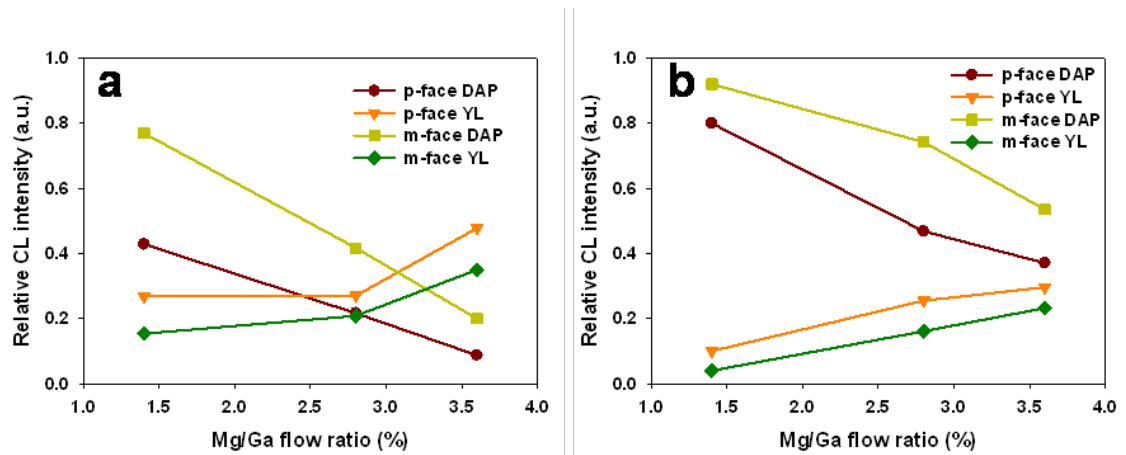 a
p-face DAP
p-face YL
m-face DAP
m-face YL
Relative CL intensity (a.u.)
1.0
0.8
0.6
0.4
0.2
0.0
1.0 1.5 2.0 2.5 3.0 3.5 4.0
Mg/Ga flow ratio (%)
b
p-face DAP
p-face YL
m-face DAP
m-face YL
Relative CL intensity (a.u.)
1.0
0.8
0.6
0.4
0.2
0.0
1.0 1.5 2.0 2.5 3.0 3.5 4.0
Mg/Ga flow ratio (%)